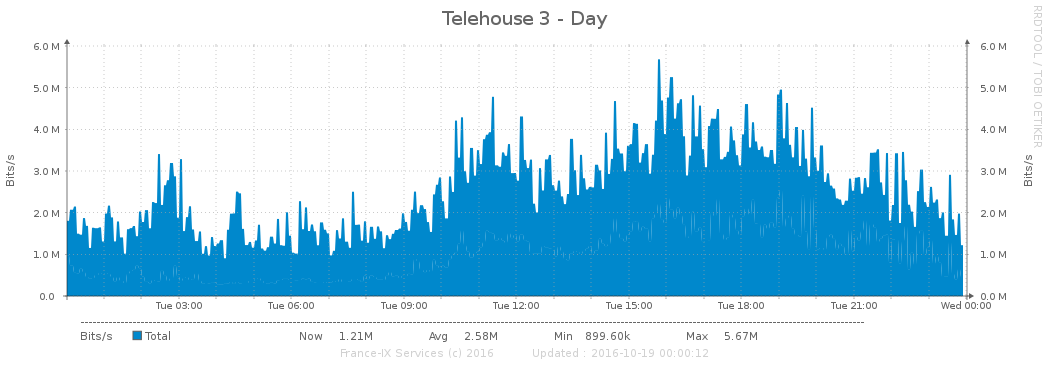 Telehouse 3 - Day
RRDTOOL / TOBI OETIKER
Bits/s
6.0 M
5.0 M
4.0 M
3.0 M
2.0 M
1.0 M
0.0
6.0 M
5.0 M
4.0 M
3.0 M
2.0 M
1.0 M
0.0 M
Bits/s
Tue 03:00 Tue 06:00 Tue 09:00 Tue 12:00 Tue 15:00 Tue 18:00 Tue 21:00 Wed 00:00
Bits/s Total Now 1.21M Avg 2.58M Min 899.60k Max 5.67M
France-IX Services (c) 2016 Updated : 2016-10-19 00:00:12